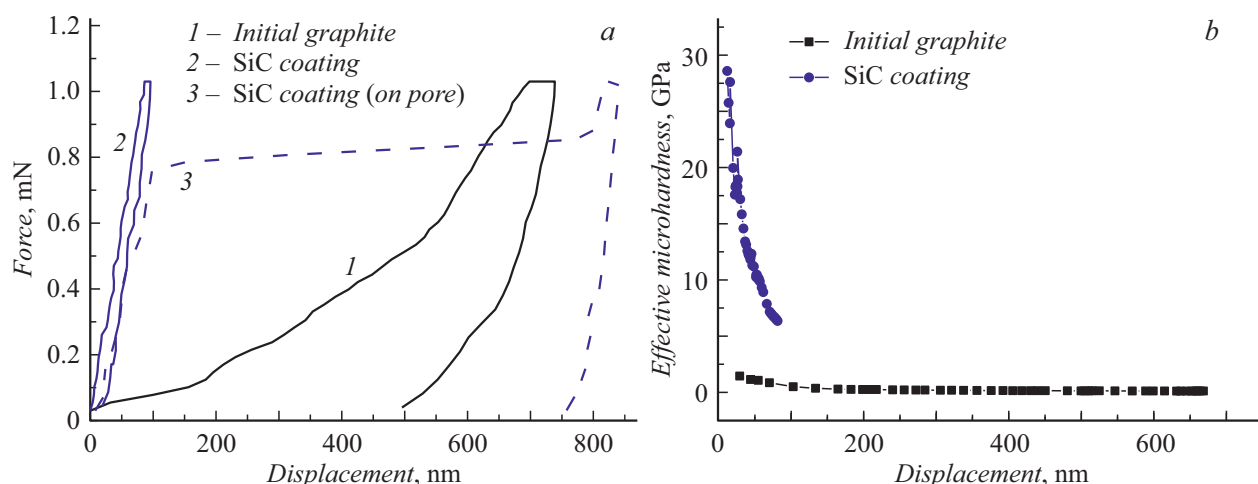 a
1 – Initial graphite
2 – SiC coating
3 – SiC coating (on pore)
1.2
1.0
0.8
0.6
0.4
0.2
0
Force, mN
2
3
1
0
200
400
600
800
Displacement, nm
b
Initial graphite
SiC coating
30
20
10
0
Effective microhardness, GPa
0
200
400
600
Displacement, nm